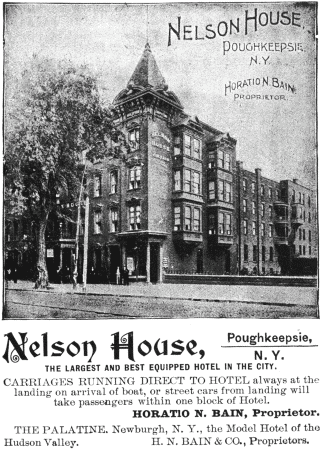 NELSON HOUSE,
POUGHKEEPSIE,
N.Y.
HORATIO N. BAIN,
PROPRIETOR.
Nelson House,
Poughkeepsie,
N. Y.
THE LARGEST AND BEST EQUIPPED HOTEL IN THE CITY.
CARRIAGES RUNNING DIRECT TO HOTEL always at the
landing on arrival of boat, or street cars from landing will
take passengers within one block of Hotel.
HORATIO N. BAIN, Proprietor.
THE PALATINE. Newburgh, N. Y., the Model Hotel of the
Hudson Valley. H. N. BAIN & CO., Proprietors.